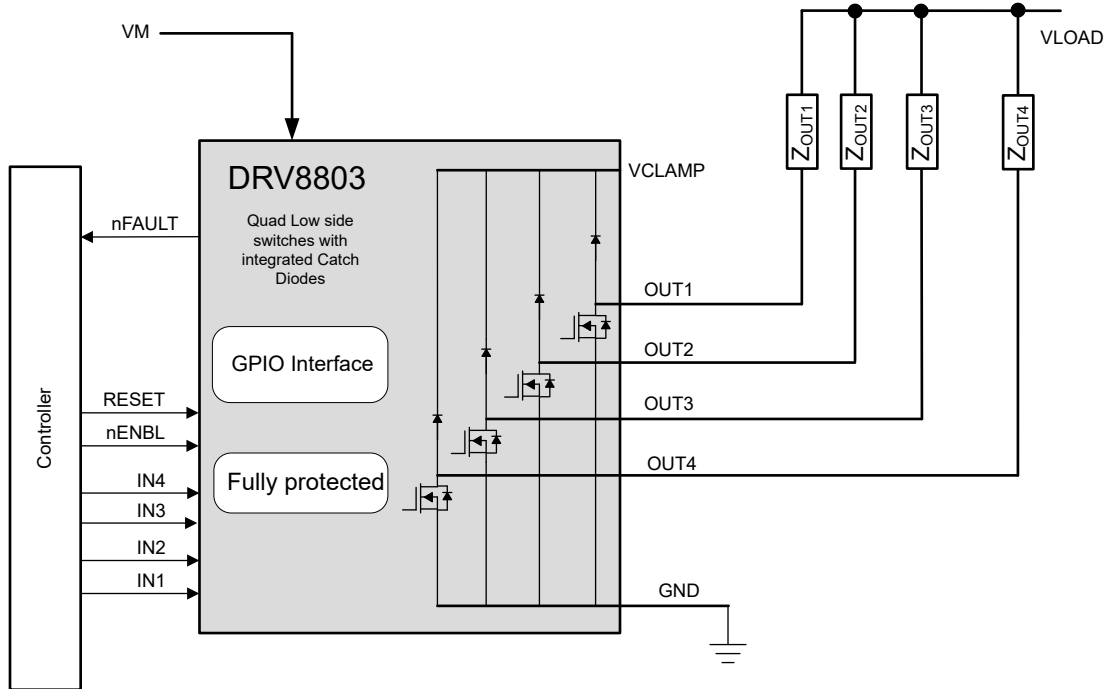 VM
VLOAD
ZOUT1
ZOUT2
ZOUT3
ZOUT4
DRV8803
Quad Low side
switches with
integrated Catch
Diodes
VCLAMP
nFAULT
OUT1
GPIO Interface
OUT2
RESET
OUT3
nENBL
Controller
OUT4
IN4
Fully protected
IN3
IN2
IN1
GND